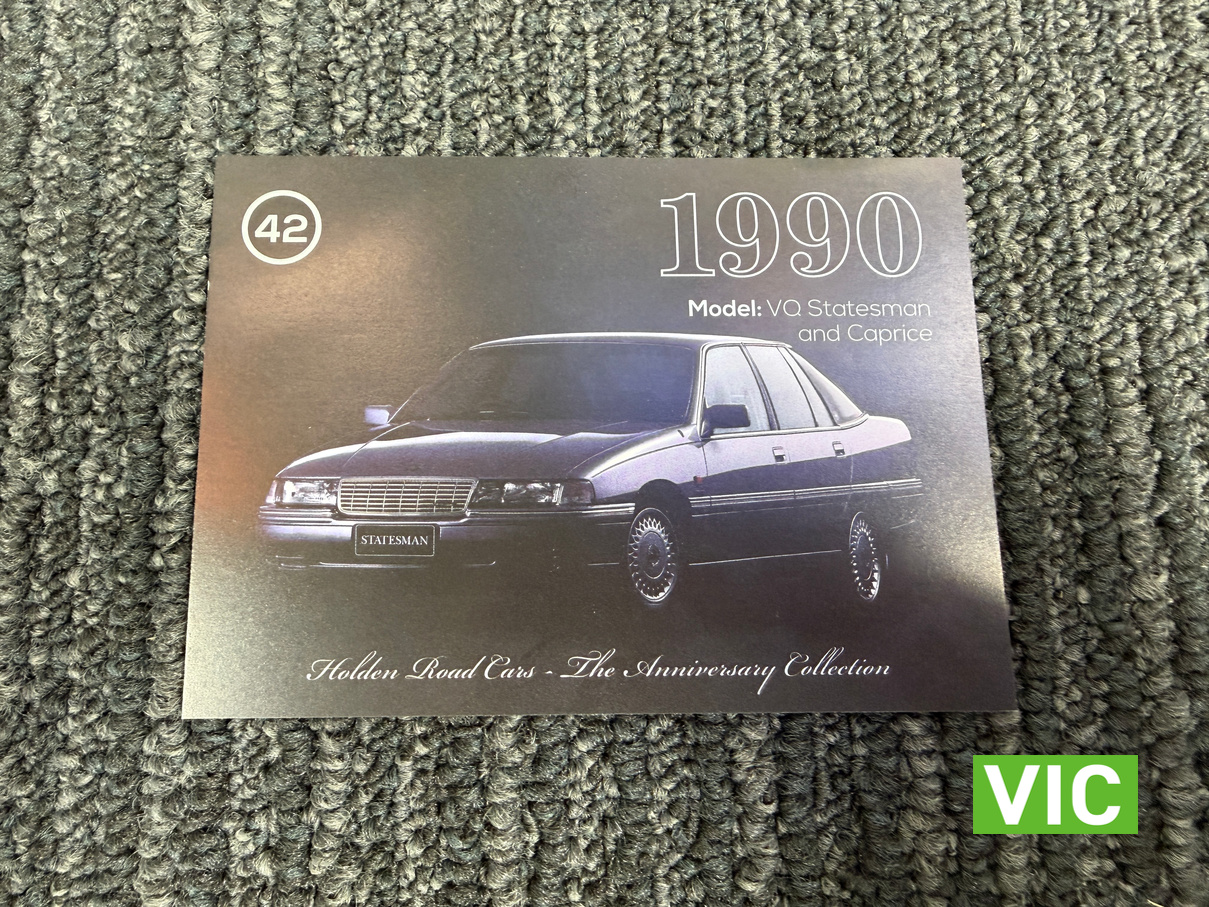 42
1990
Model: VQ Statesman
and Caprice
STATESMAN
Holden Road Cars - The Anniversary Collection
VIC